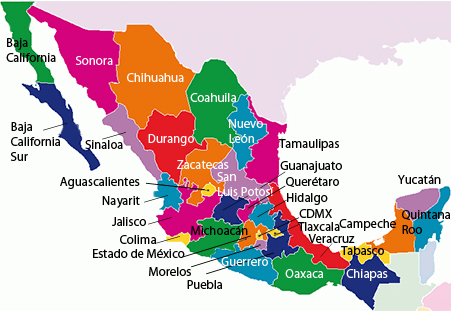 Baja
California
Sonora
Chihuahua
Coahuila
Nuevo
León
Baja
California
Sur
Sinaloa
Durango
Zacatecas
San
Luis Potosí
Tamaulipas
Guanajuato
Querétaro
Hidalgo
CDMX
Tlaxcala
Veracruz
Aguascalientes
Nayarit
Jalisco
Colima
Michoacán
Estado de México
Morelos
Puebla
Guerrero
Oaxaca
Chiapas
Tabasco
Campeche
Yucatán
Quintana
Roo